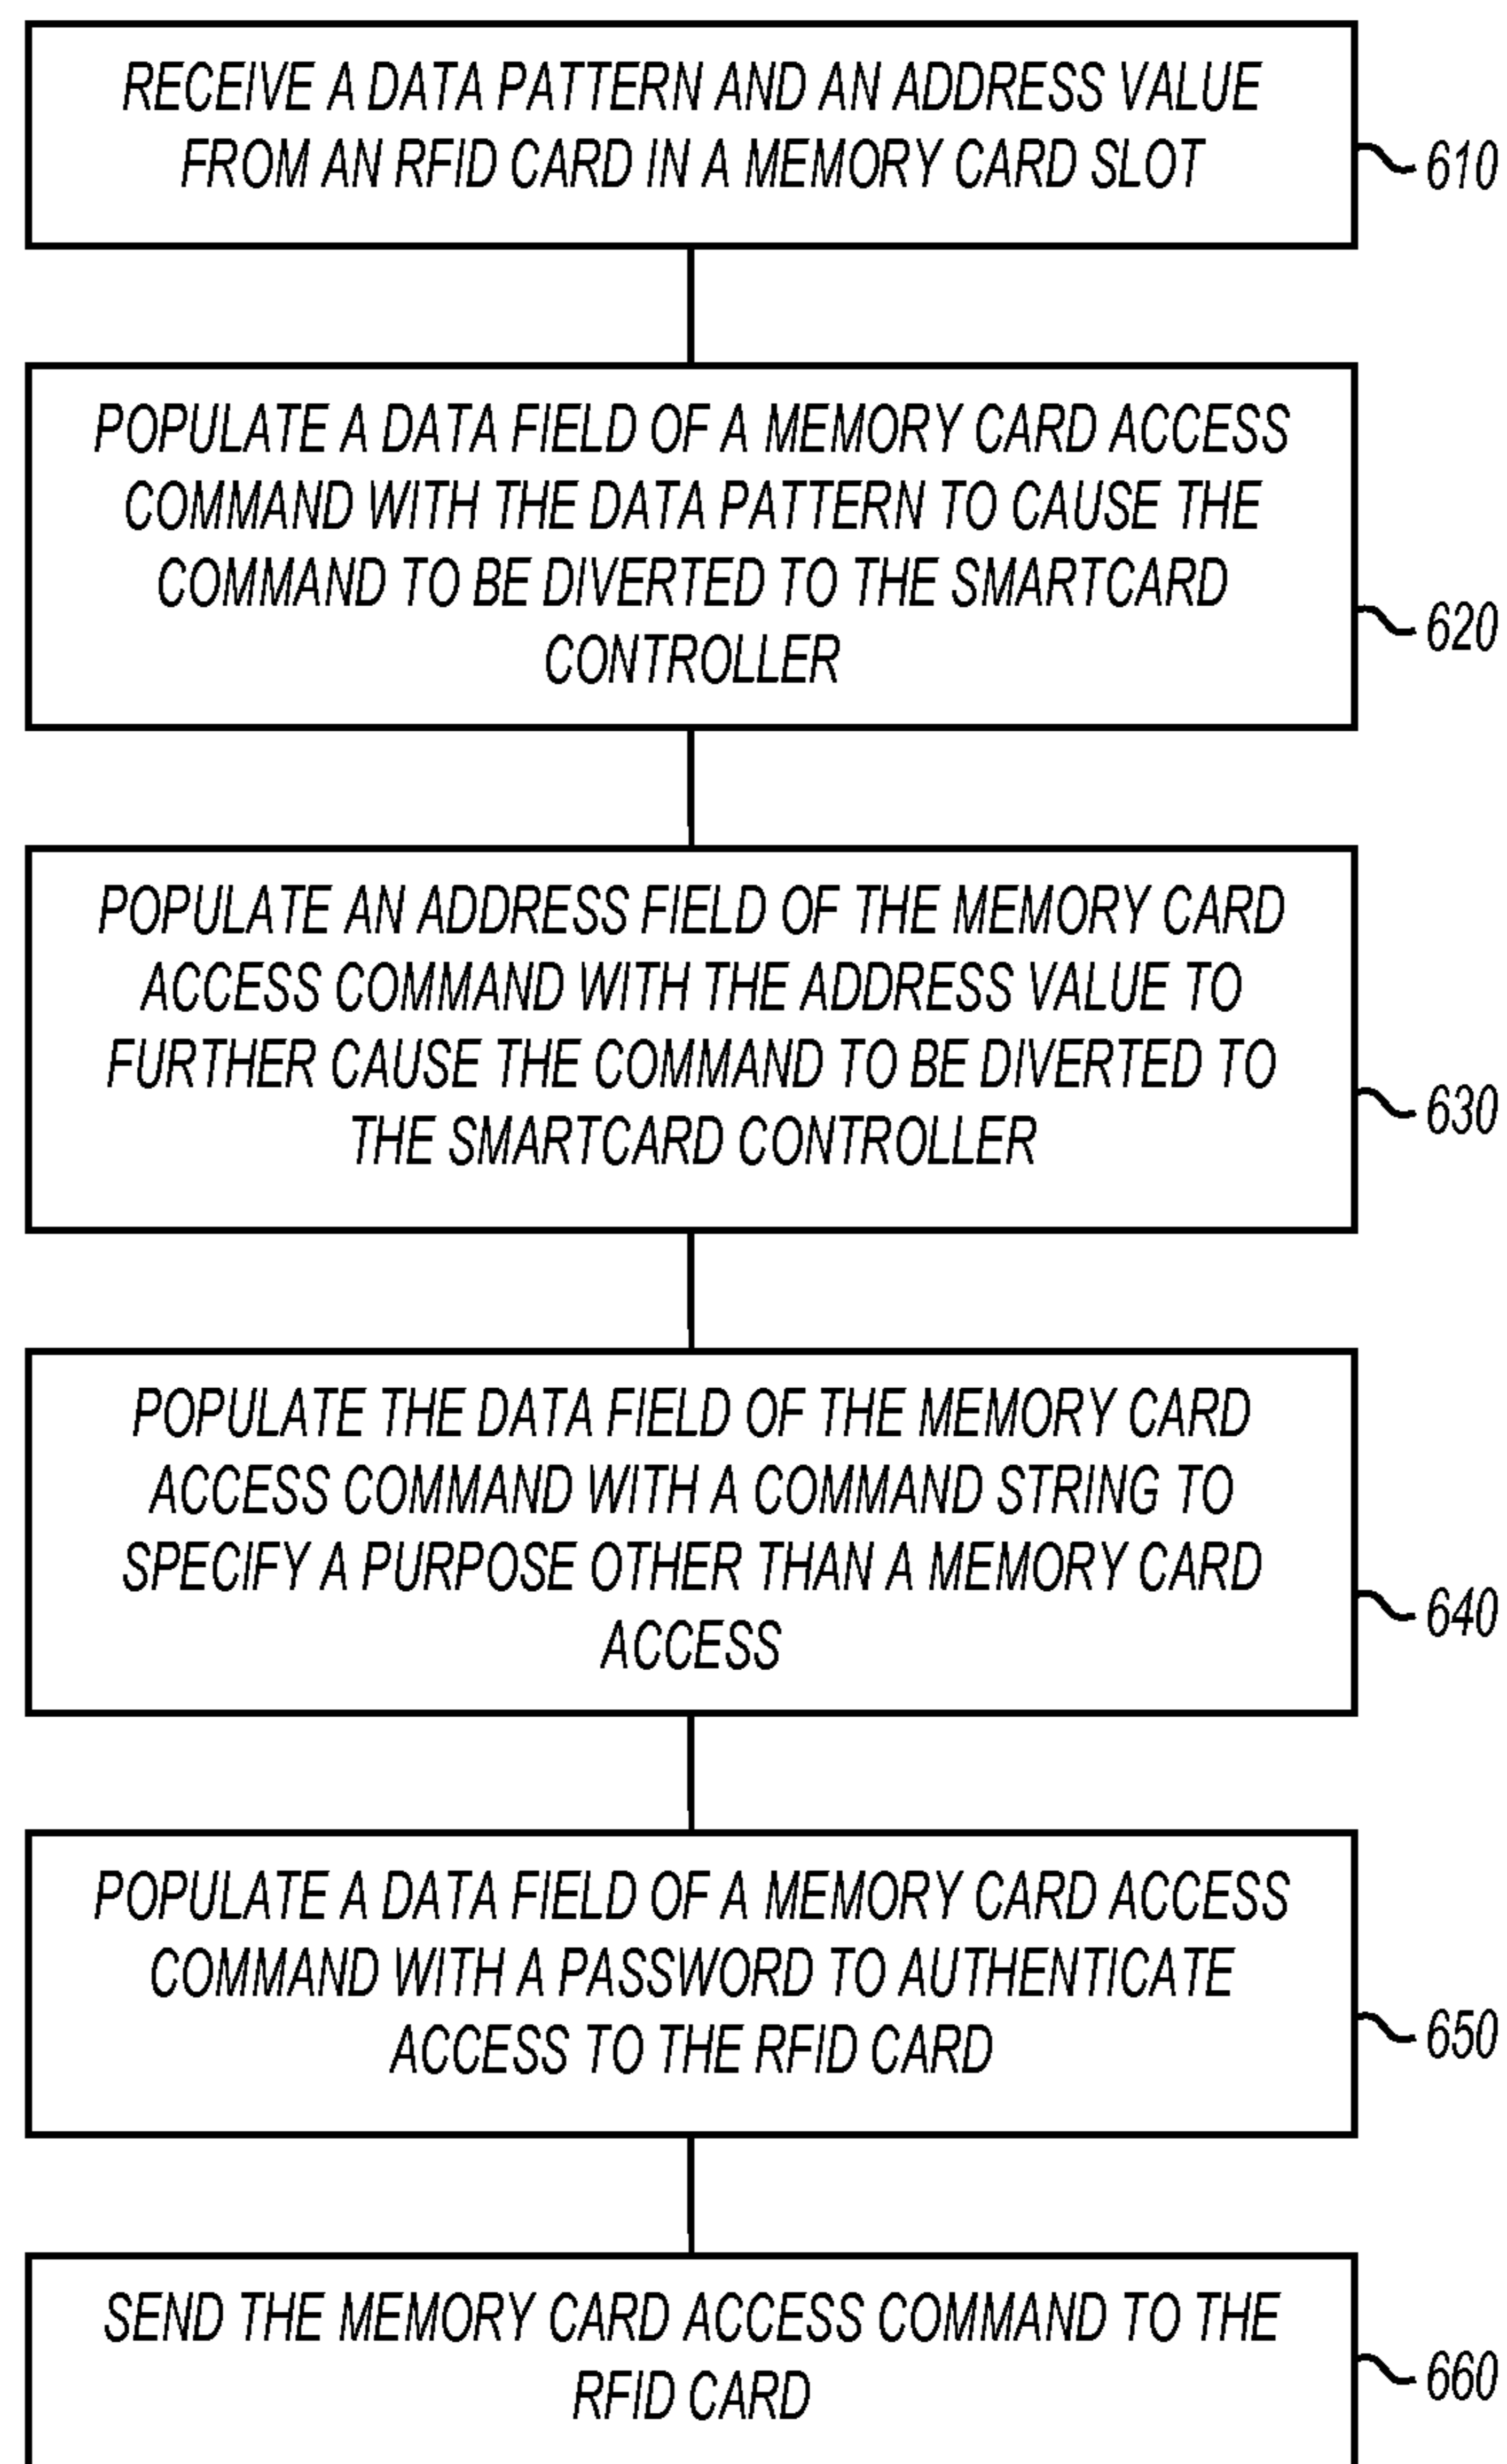 RECEIVE A DATA PATTERN AND AN ADDRESS VALUE
FROM AN RFID CARD IN A MEMORY CARD SLOT
610
POPULATE A DATA FIELD OF A MEMORY CARD ACCESS
COMMAND WITH THE DATA PATTERN TO CAUSE THE
COMMAND TO BE DIVERTED TO THE SMARTCARD
CONTROLLER
620
POPULATE AN ADDRESS FIELD OF THE MEMORY CARD
ACCESS COMMAND WITH THE ADDRESS VALUE TO
FURTHER CAUSE THE COMMAND TO BE DIVERTED TO
THE SMARTCARD CONTROLLER
630
POPULATE THE DATA FIELD OF THE MEMORY CARD
ACCESS COMMAND WITH A COMMAND STRING TO
SPECIFY A PURPOSE OTHER THAN A MEMORY CARD
ACCESS
640
POPULATE A DATA FIELD OF A MEMORY CARD ACCESS
COMMAND WITH A PASSWORD TO AUTHENTICATE
ACCESS TO THE RFID CARD
650
SEND THE MEMORY CARD ACCESS COMMAND TO THE
RFID CARD
660